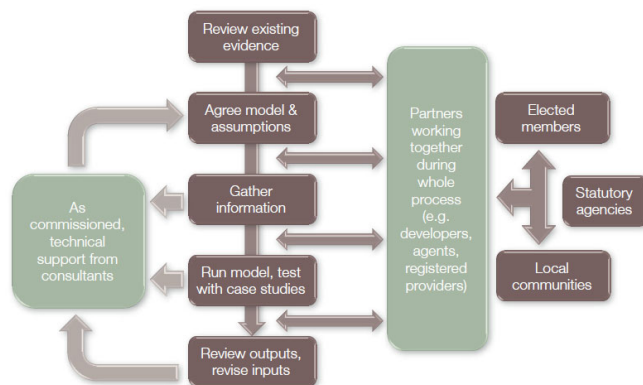 Review existing
evidence
Agree model &
assumptions
Gather
information
Run model, test
with case studies
Review outputs,
revise inputs
As
commissioned,
technical
support from
consultants
Partners
working
together
during
whole
process
(e.g.
developers,
agents,
registered
providers)
Elected
members
Statutory
agencies
Local
communities